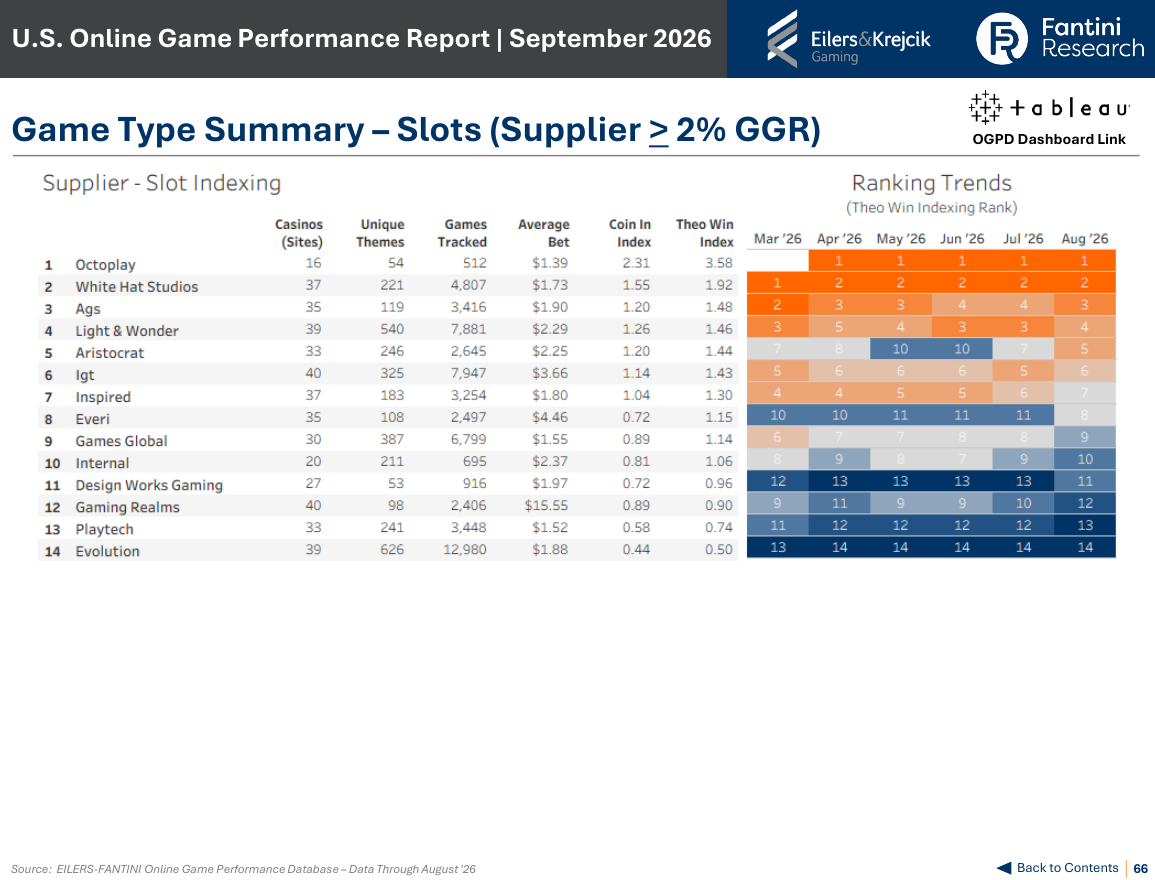 U.S. Online Game Performance Report | September 2026
Eilers&Krejcik
Gaming
Fantini
Research
Game Type Summary – Slots (Supplier ≥ 2% GGR)
+ a b | e a u
OGPD Dashboard Link
Supplier - Slot Indexing
Ranking Trends
(Theo Win Indexing Rank)
Casinos (Sites) Unique Themes Games Tracked Average Bet Coin In Index Theo Win Index Mar '26 Apr '26 May '26 Jun '26 Jul '26 Aug '26
1 Octoplay 16 54 512 $1.39 2.31 3.58 1 1 1 1 1
2 White Hat Studios 37 221 4,807 $1.73 1.55 1.92 1 2 2 2 2 2
3 Ags 35 119 3,416 $1.90 1.20 1.48 2 3 3 4 4 3
4 Light & Wonder 39 540 7,881 $2.29 1.26 1.46 3 5 4 3 3 4
5 Aristocrat 33 246 2,645 $2.25 1.20 1.44 7 8 10 10 7 5
6 Igt 40 325 7,947 $3.66 1.14 1.43 5 6 6 6 5 6
7 Inspired 37 183 3,254 $1.80 1.04 1.30 4 4 5 5 6 7
8 Everi 35 108 2,497 $4.46 0.72 1.15 10 10 11 11 11 8
9 Games Global 30 387 6,799 $1.55 0.89 1.14 6 7 7 8 8 9
10 Internal 20 211 695 $2.37 0.81 1.06 8 9 8 7 9 10
11 Design Works Gaming 27 53 916 $1.97 0.72 0.96 12 13 13 13 13 11
12 Gaming Realms 40 98 2,406 $15.55 0.89 0.90 9 11 9 9 10 12
13 Playtech 33 241 3,448 $1.52 0.58 0.74 11 12 12 12 12 13
14 Evolution 39 626 12,980 $1.88 0.44 0.50 13 14 14 14 14 14
Source: EILERS-FANTINI Online Game Performance Database – Data Through August '26
Back to Contents | 66